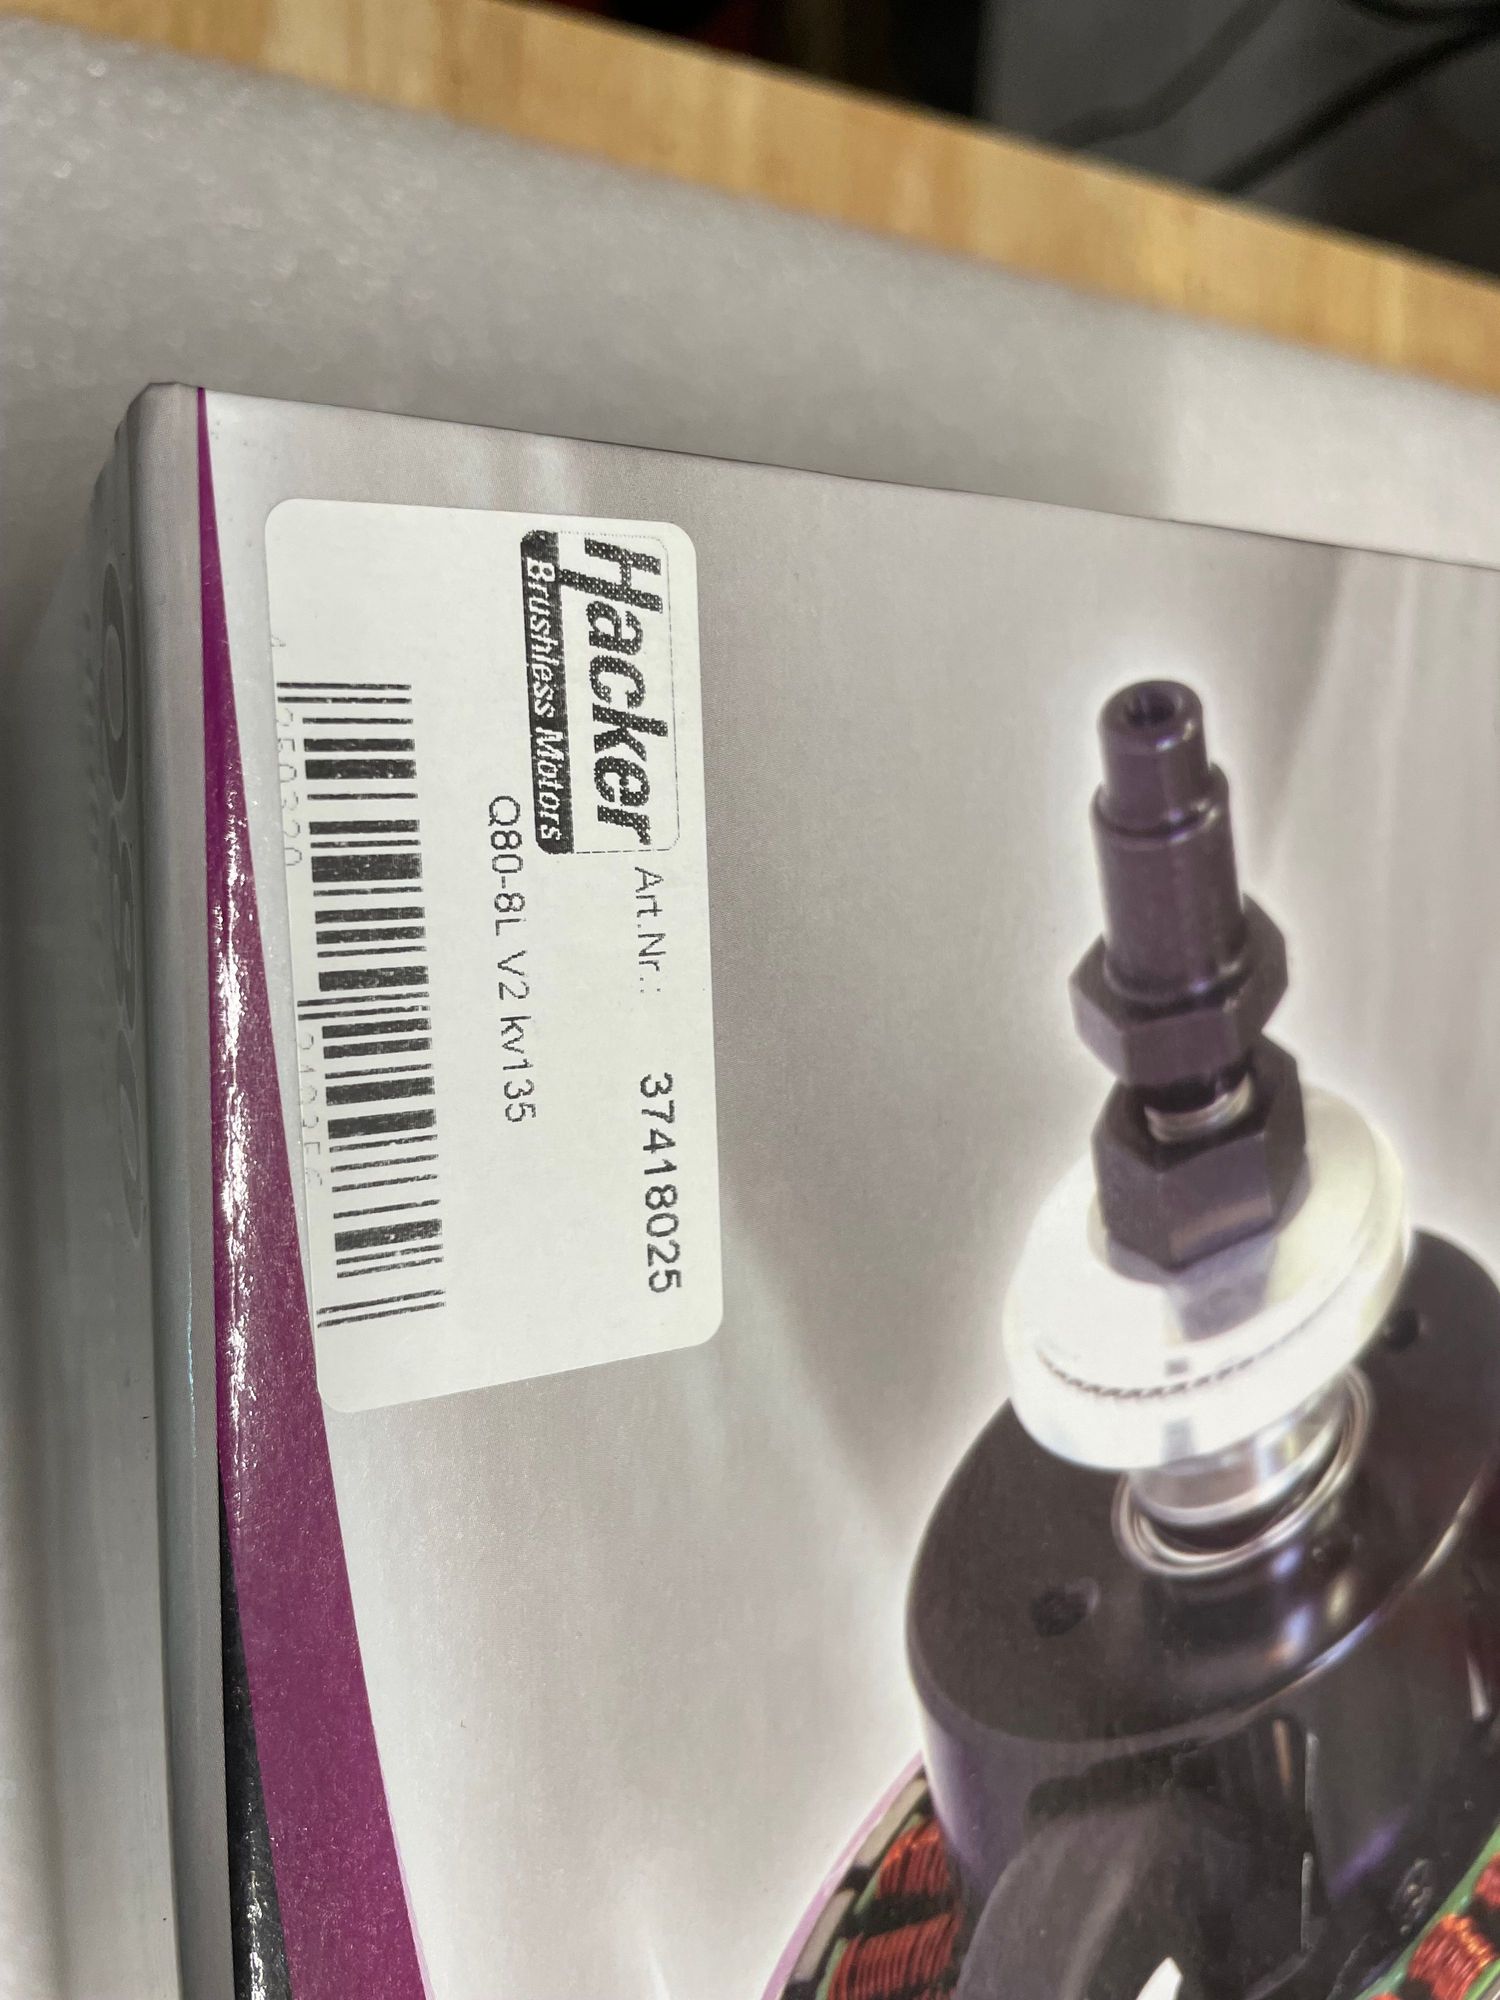 Hacker
Brushless Motors
Art.Nr.: 37418025
Q80-8L V2 kv135